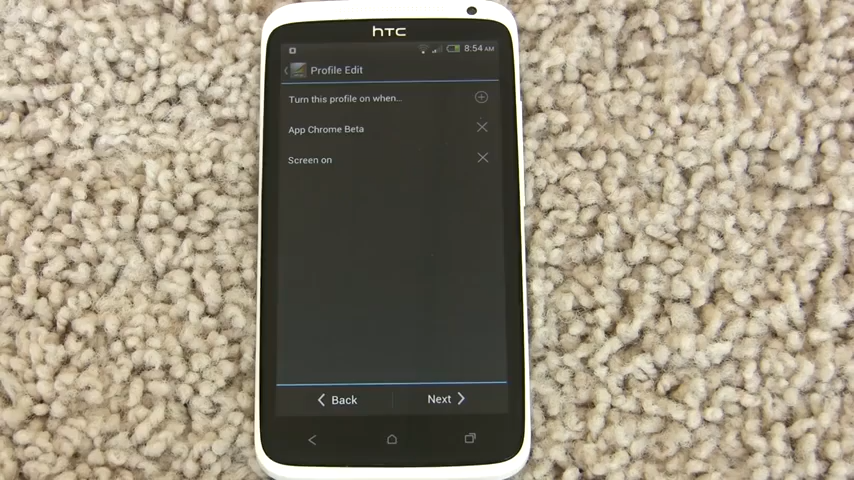 hTC
8:54 AM
Profile Edit
Turn this profile on when...
App Chrome Beta
Screen on
Back
Next